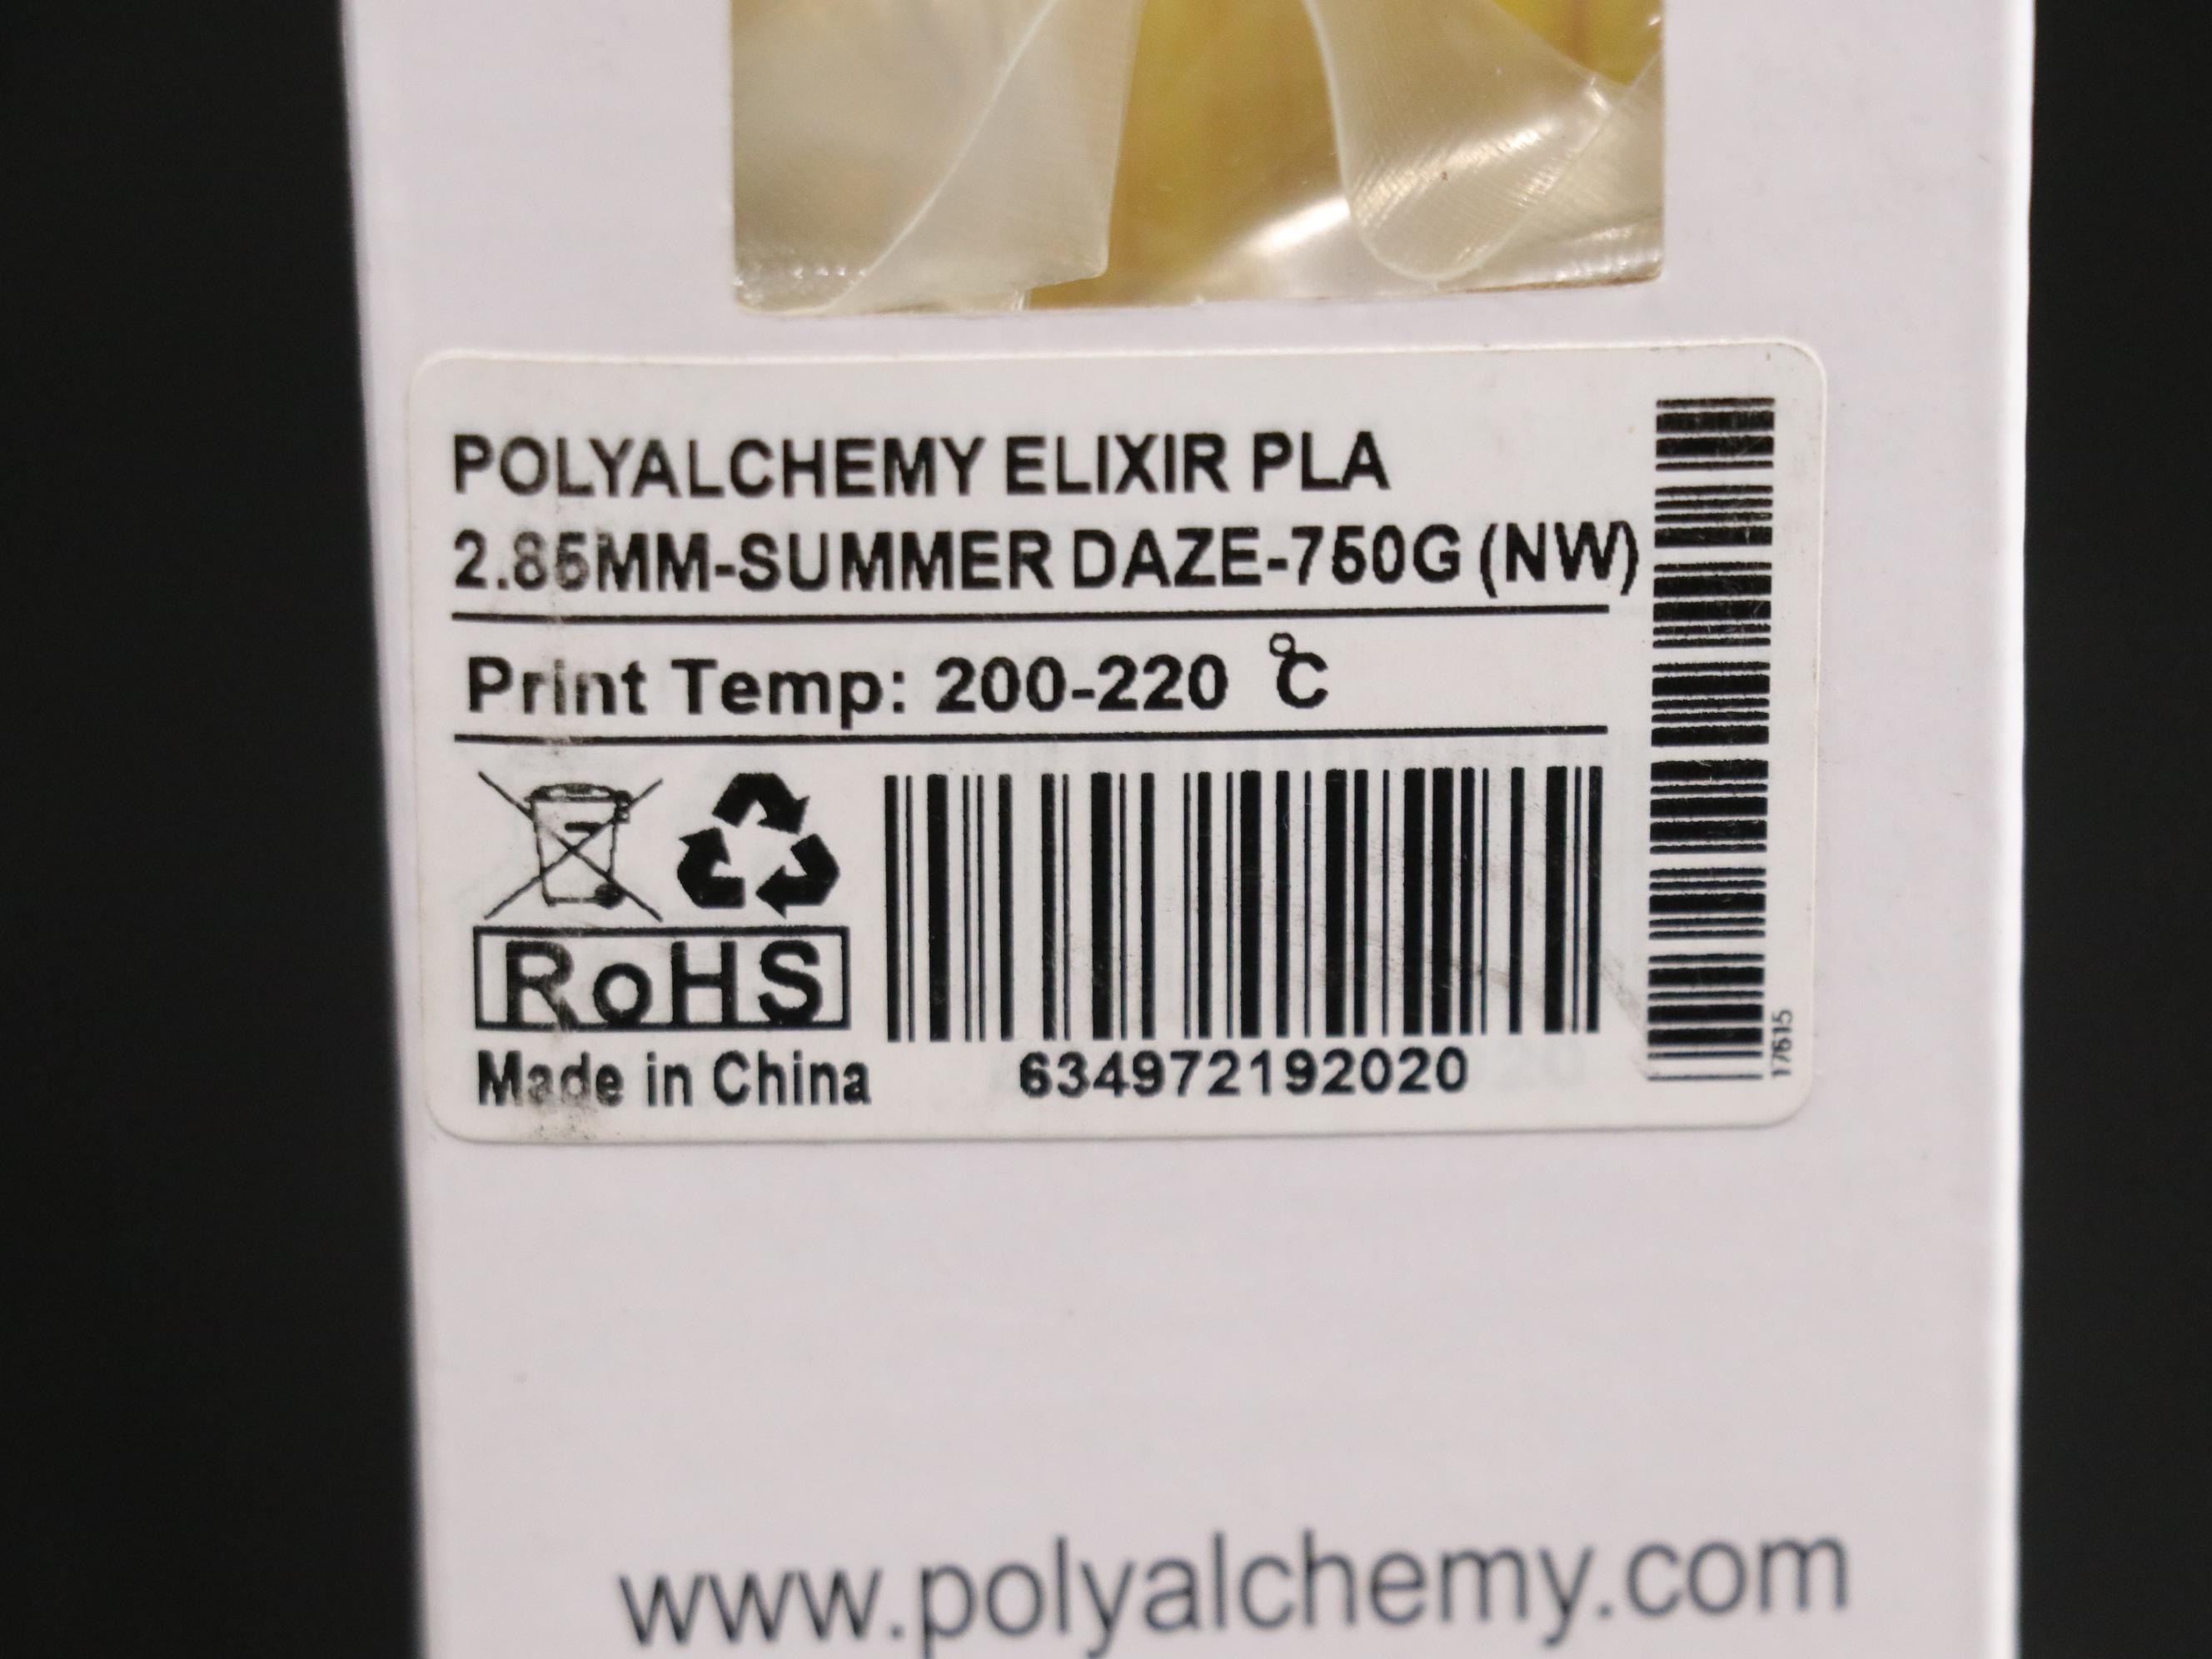 POLYALCHEMY ELIXIR PLA
2.85MM-SUMMER DAZE-750G (NW)
Print Temp: 200-220 ℃
RoHS
Made in China
634972192020
17615
www.polyalchemy.com